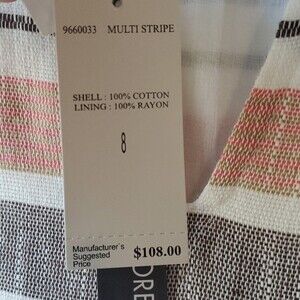 9660033 MULTI STRIPE
SHELL : 100% COTTON
LINING : 100% RAYON
8
Manufacturer's
Suggested
Price
$108.00